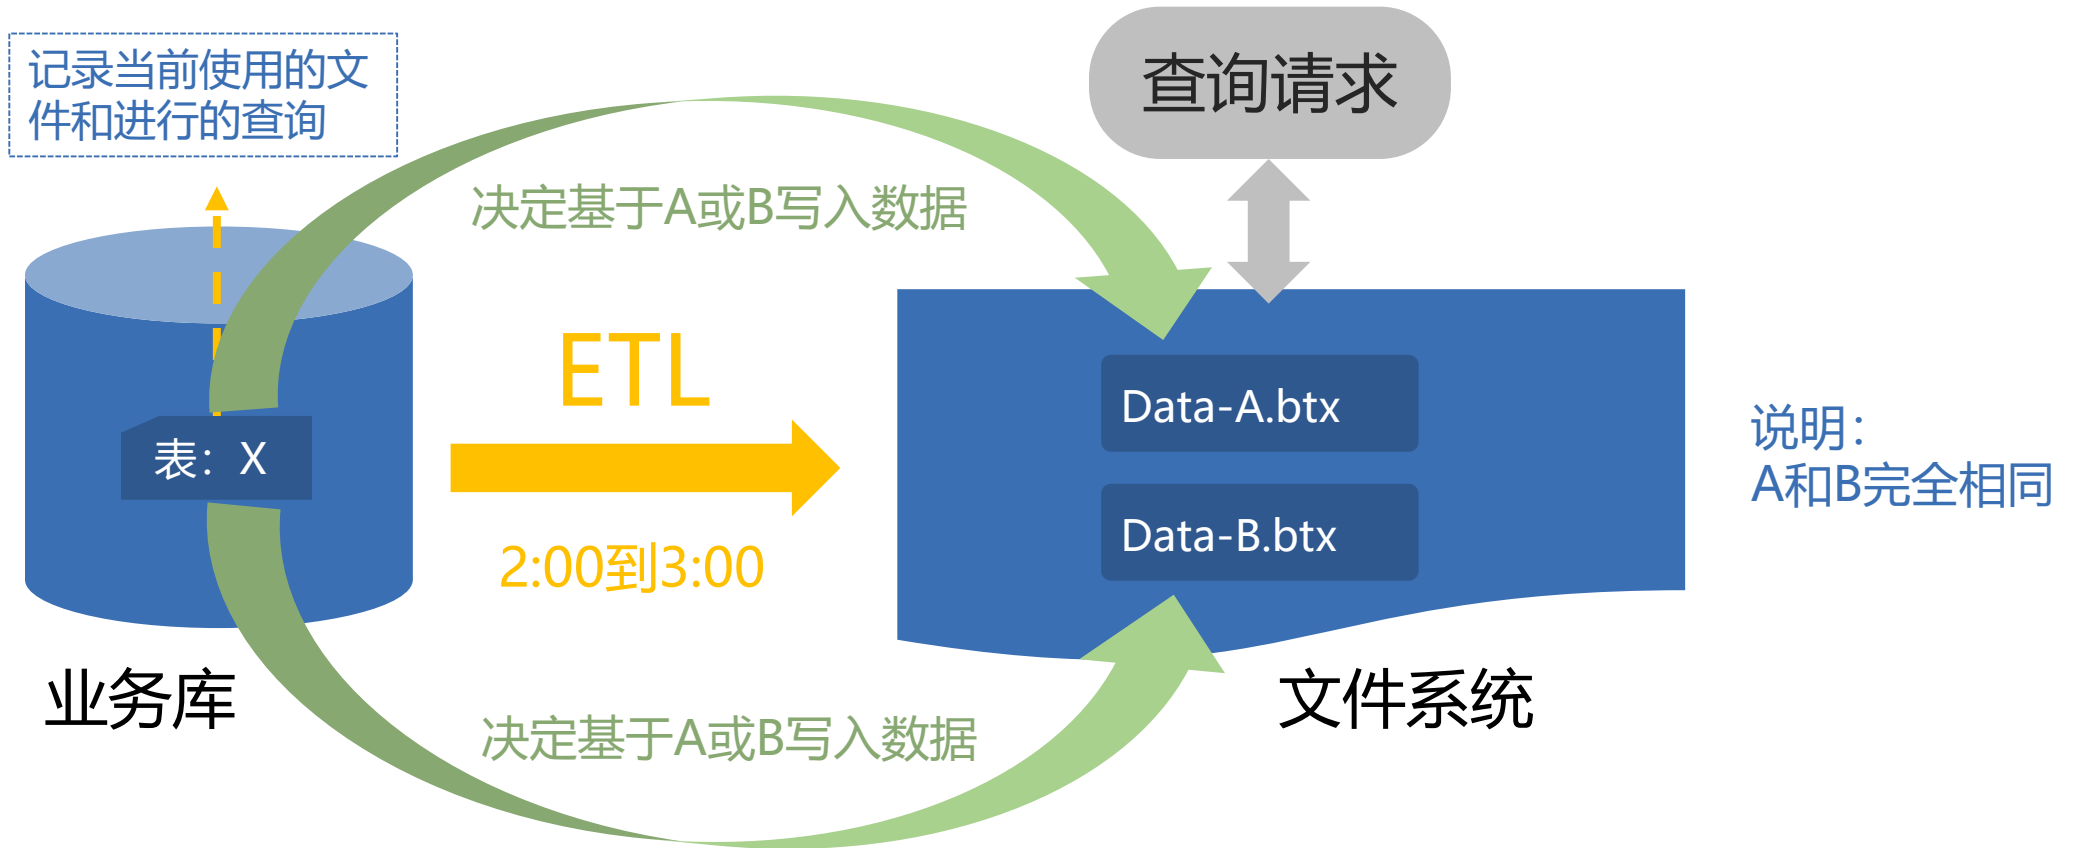 记录当前使用的文
件和进行的查询
查询请求
决定基于A或B写入数据
ETL
Data-A.btx
说明：
表：X
A和B完全相同
Data-B.btx
2:00到3:00
业务库
文件系统
决定基于A或B写入数据